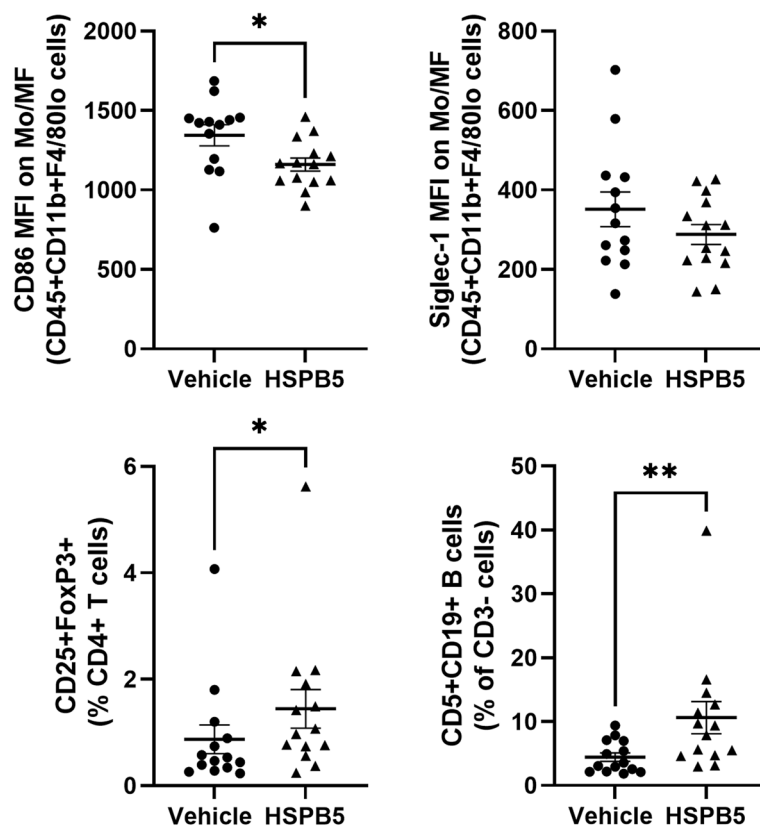 CD86 MFI on Mo/MF
(CD45+CD11b+F4/80lo cells)
2000
1500
1000
500
0
*
Vehicle HSPB5
Siglec-1 MFI on Mo/MF
(CD45+CD11b+F4/80lo cells)
800
600
400
200
0
Vehicle HSPB5
CD25+FoxP3+
(% CD4+ T cells)
6
4
2
0
*
Vehicle HSPB5
CD5+CD19+ B cells
(% of CD3- cells)
50
40
30
20
10
0
**
Vehicle HSPB5